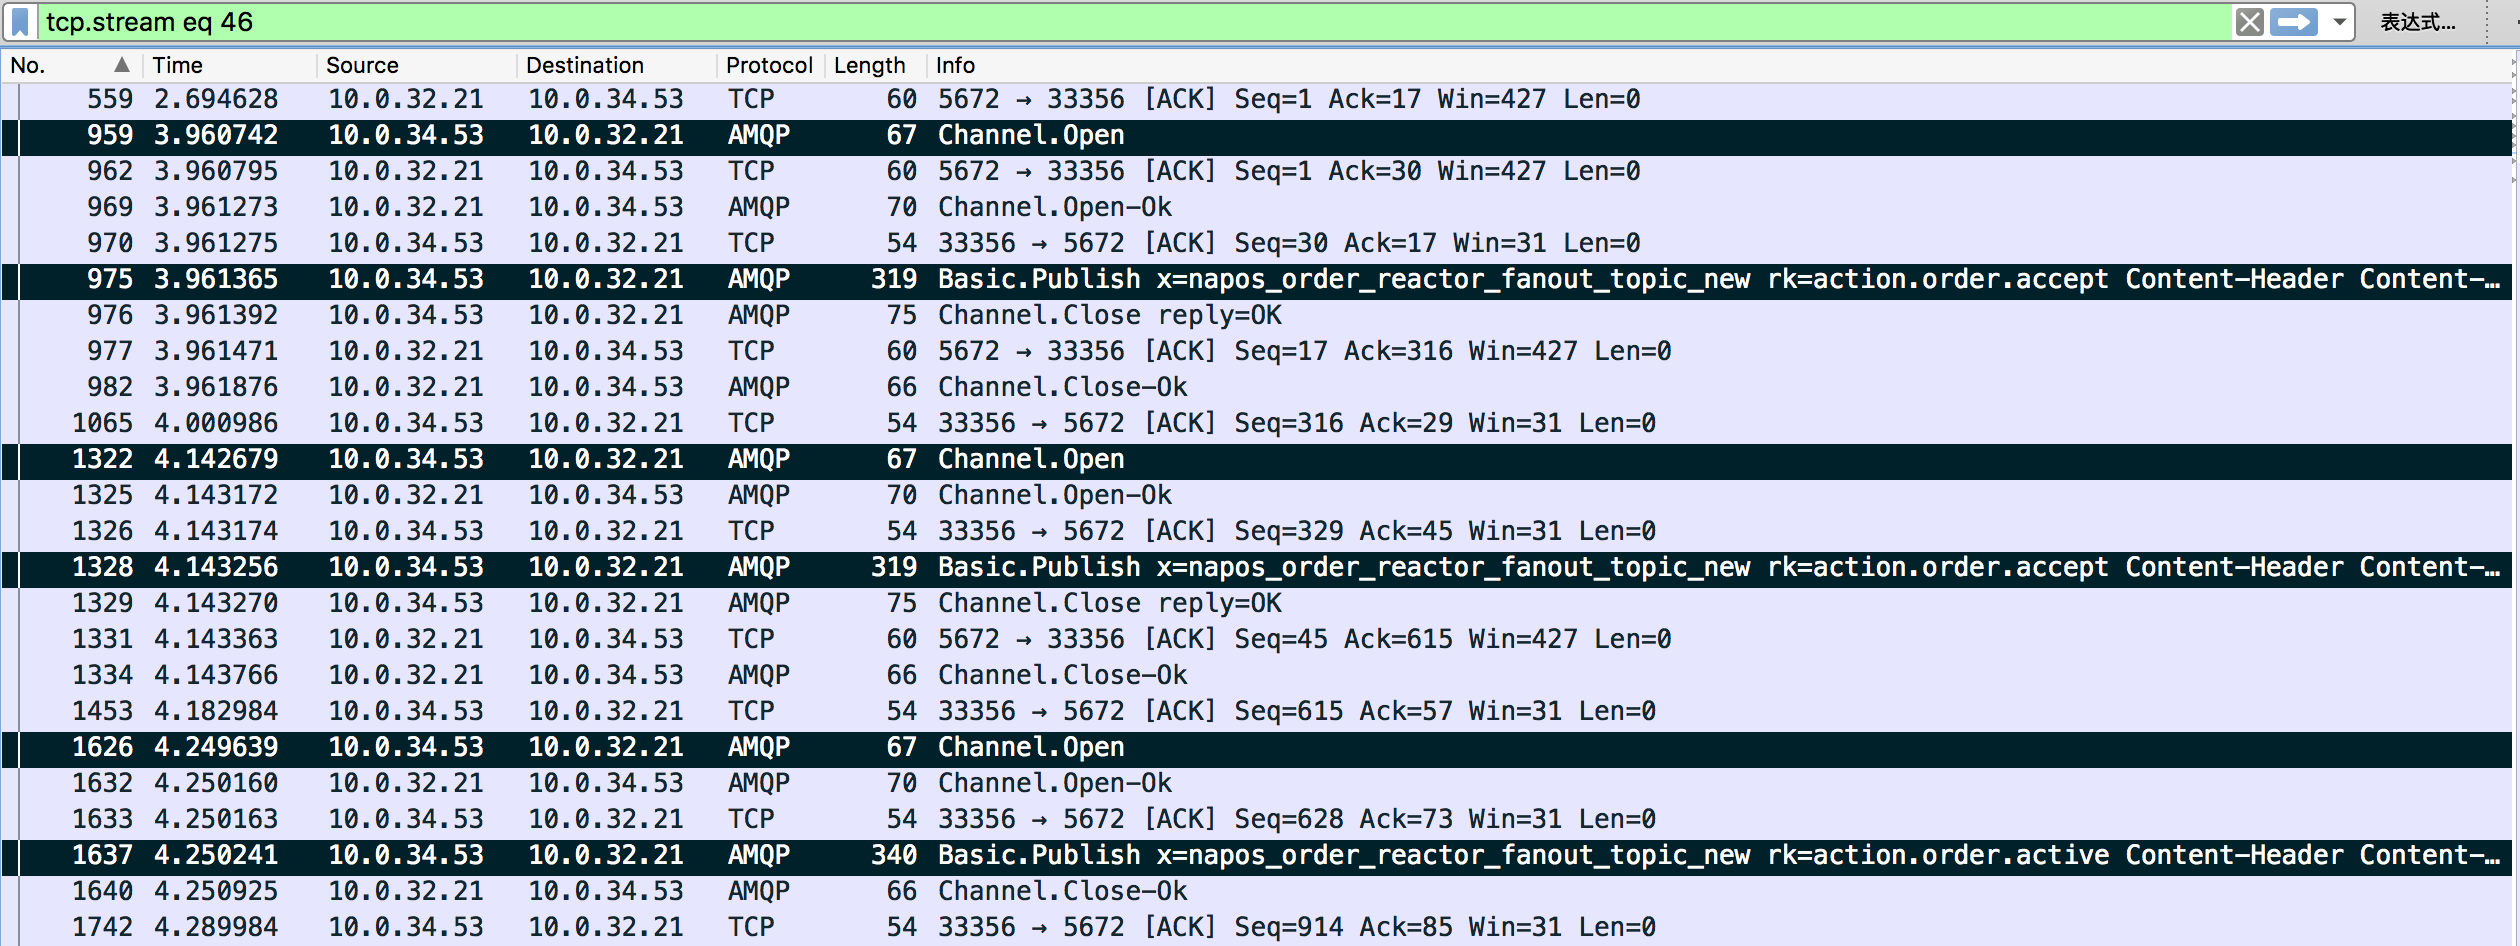 tcp.stream eq 46 表达式…
No. Time Source Destination Protocol Length Info
559 2.694628 10.0.32.21 10.0.34.53 TCP 60 5672 → 33356 [ACK] Seq=1 Ack=17 Win=427 Len=0
959 3.960742 10.0.34.53 10.0.32.21 AMQP 67 Channel.Open
962 3.960795 10.0.32.21 10.0.34.53 TCP 60 5672 → 33356 [ACK] Seq=1 Ack=30 Win=427 Len=0
969 3.961273 10.0.32.21 10.0.34.53 AMQP 70 Channel.Open-Ok
970 3.961275 10.0.34.53 10.0.32.21 TCP 54 33356 → 5672 [ACK] Seq=30 Ack=17 Win=31 Len=0
975 3.961365 10.0.34.53 10.0.32.21 AMQP 319 Basic.Publish x=napos_order_reactor_fanout_topic_new rk=action.order.accept Content-Header Content-…
976 3.961392 10.0.34.53 10.0.32.21 AMQP 75 Channel.Close reply=OK
977 3.961471 10.0.32.21 10.0.34.53 TCP 60 5672 → 33356 [ACK] Seq=17 Ack=316 Win=427 Len=0
982 3.961876 10.0.32.21 10.0.34.53 AMQP 66 Channel.Close-Ok
1065 4.000986 10.0.34.53 10.0.32.21 TCP 54 33356 → 5672 [ACK] Seq=316 Ack=29 Win=31 Len=0
1322 4.142679 10.0.34.53 10.0.32.21 AMQP 67 Channel.Open
1325 4.143172 10.0.32.21 10.0.34.53 AMQP 70 Channel.Open-Ok
1326 4.143174 10.0.34.53 10.0.32.21 TCP 54 33356 → 5672 [ACK] Seq=329 Ack=45 Win=31 Len=0
1328 4.143256 10.0.34.53 10.0.32.21 AMQP 319 Basic.Publish x=napos_order_reactor_fanout_topic_new rk=action.order.accept Content-Header Content-…
1329 4.143270 10.0.34.53 10.0.32.21 AMQP 75 Channel.Close reply=OK
1331 4.143363 10.0.32.21 10.0.34.53 TCP 60 5672 → 33356 [ACK] Seq=45 Ack=615 Win=427 Len=0
1334 4.143766 10.0.32.21 10.0.34.53 AMQP 66 Channel.Close-Ok
1453 4.182984 10.0.34.53 10.0.32.21 TCP 54 33356 → 5672 [ACK] Seq=615 Ack=57 Win=31 Len=0
1626 4.249639 10.0.34.53 10.0.32.21 AMQP 67 Channel.Open
1632 4.250160 10.0.32.21 10.0.34.53 AMQP 70 Channel.Open-Ok
1633 4.250163 10.0.34.53 10.0.32.21 TCP 54 33356 → 5672 [ACK] Seq=628 Ack=73 Win=31 Len=0
1637 4.250241 10.0.34.53 10.0.32.21 AMQP 340 Basic.Publish x=napos_order_reactor_fanout_topic_new rk=action.order.active Content-Header Content-…
1640 4.250925 10.0.32.21 10.0.34.53 AMQP 66 Channel.Close-Ok
1742 4.289984 10.0.34.53 10.0.32.21 TCP 54 33356 → 5672 [ACK] Seq=914 Ack=85 Win=31 Len=0